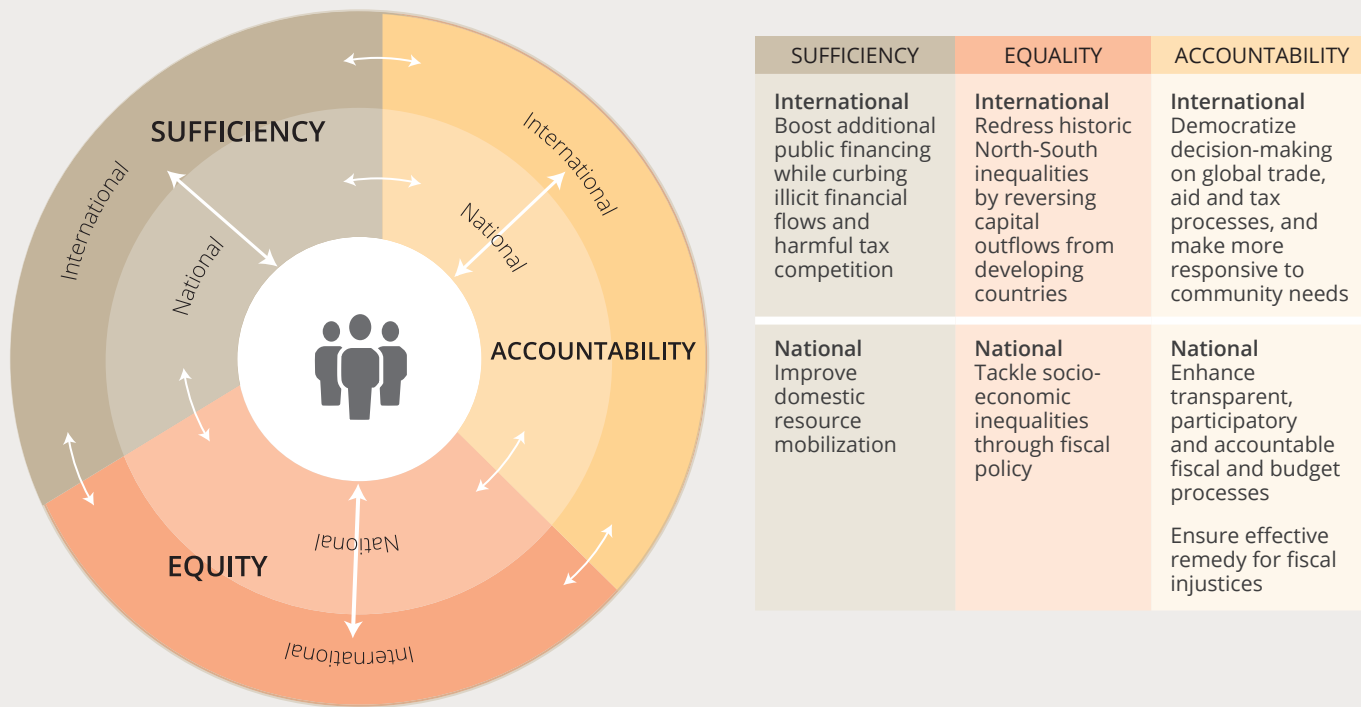 SUFFICIENCY
International
National
International
National
ACCOUNTABILITY
EQUITY
National
International
SUFFICIENCY
International
Boost additional
public financing
while curbing
illicit financial
flows and
harmful tax
competition
National
Improve
domestic
resource
mobilization
EQUALITY
International
Redress historic
North-South
inequalities
by reversing
capital
outflows from
developing
countries
National
Tackle socio-
economic
inequalities
through fiscal
policy
ACCOUNTABILITY
International
Democratize
decision-making
on global trade,
aid and tax
processes, and
make more
responsive to
community needs
National
Enhance
transparent,
participatory
and accountable
fiscal and budget
processes
Ensure effective
remedy for fiscal
injustices